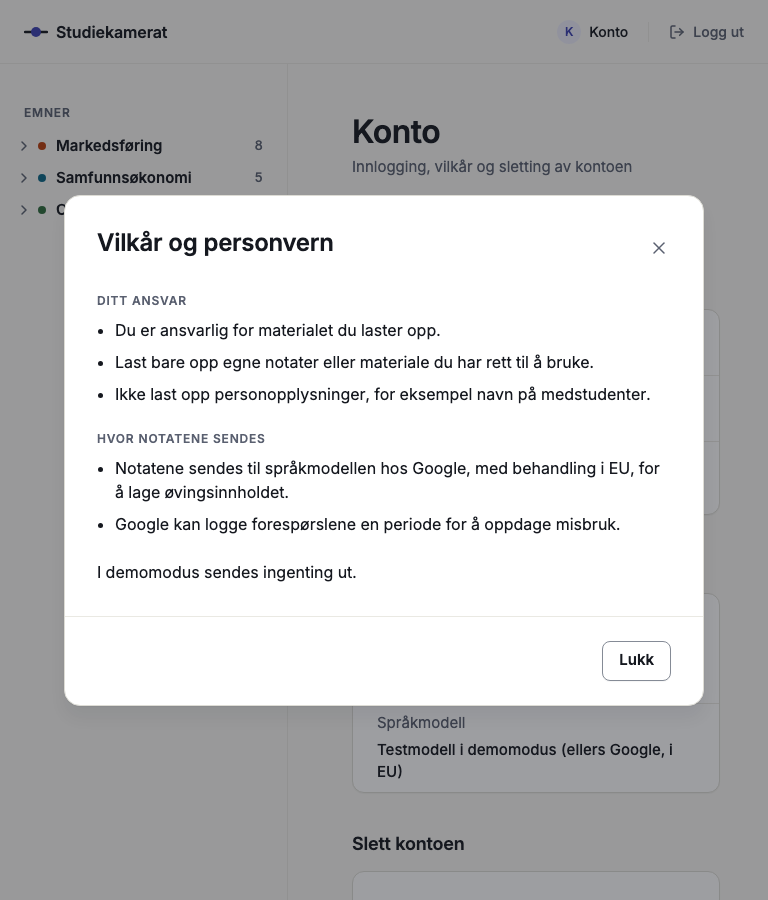 Studiekamerat
K Konto
Logg ut
EMNER
Markedsføring 8
Samfunnsøkonomi 5
Konto
Innlogging, vilkår og sletting av kontoen
Vilkår og personvern
DITT ANSVAR
• Du er ansvarlig for materialet du laster opp.
• Last bare opp egne notater eller materiale du har rett til å bruke.
• Ikke last opp personopplysninger, for eksempel navn på medstudenter.
HVOR NOTATENE SENDES
• Notatene sendes til språkmodellen hos Google, med behandling i EU, for
å lage øvingsinnholdet.
• Google kan logge forespørslene en periode for å oppdage misbruk.
I demomodus sendes ingenting ut.
Lukk
Språkmodell
Testmodell i demomodus (ellers Google, i
EU)
Slett kontoen